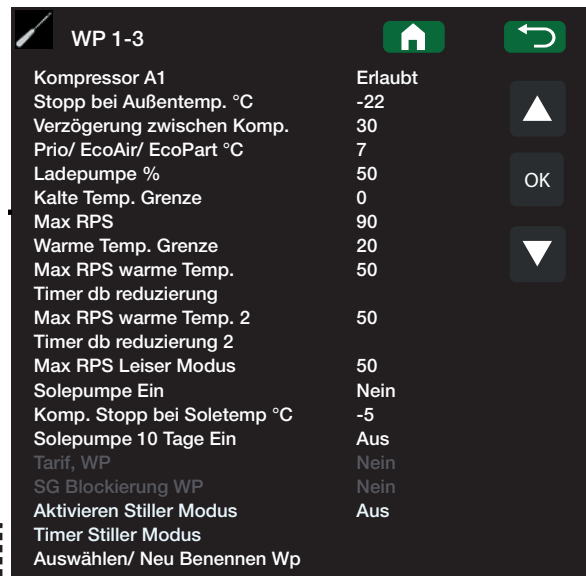 WP 1-3
Kompressor A1 Erlaubt
Stopp bei Außentemp. °C -22
Verzögerung zwischen Komp. 30
Prio/ EcoAir/ EcoPart °C 7
Ladepumpe % 50
OK
Kalte Temp. Grenze 0
Max RPS 90
Warme Temp. Grenze 20
Max RPS warme Temp. 50
Timer db reduzierung
Max RPS warme Temp. 2 50
Timer db reduzierung 2
Max RPS Leiser Modus 50
Solepumpe Ein Nein
Komp. Stopp bei Soletemp °C -5
Solepumpe 10 Tage Ein Aus
Tarif, WP Nein
SG Blockierung WP Nein
Aktivieren Stiller Modus Aus
Timer Stiller Modus
Auswählen/ Neu Benennen Wp